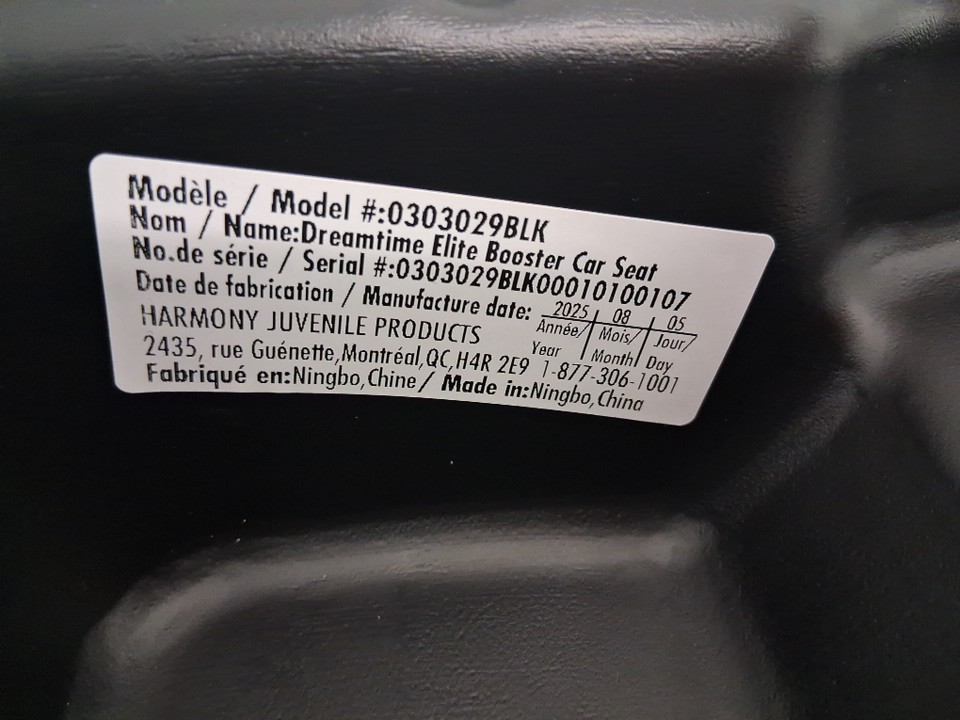 Modèle / Model #:0303029BLK
Nom / Name:Dreamtime Elite Booster Car Seat
No.de série / Serial #:0303029BLK00010100107
Date de fabrication / Manufacture date: 2025 / 08 / 05
Année/ Mois/ Jour/
Year Month Day
HARMONY JUVENILE PRODUCTS
2435, rue Guénette,Montréal,QC,H4R 2E9 1-877-306-1001
Fabriqué en:Ningbo,Chine/ Made in:Ningbo,China